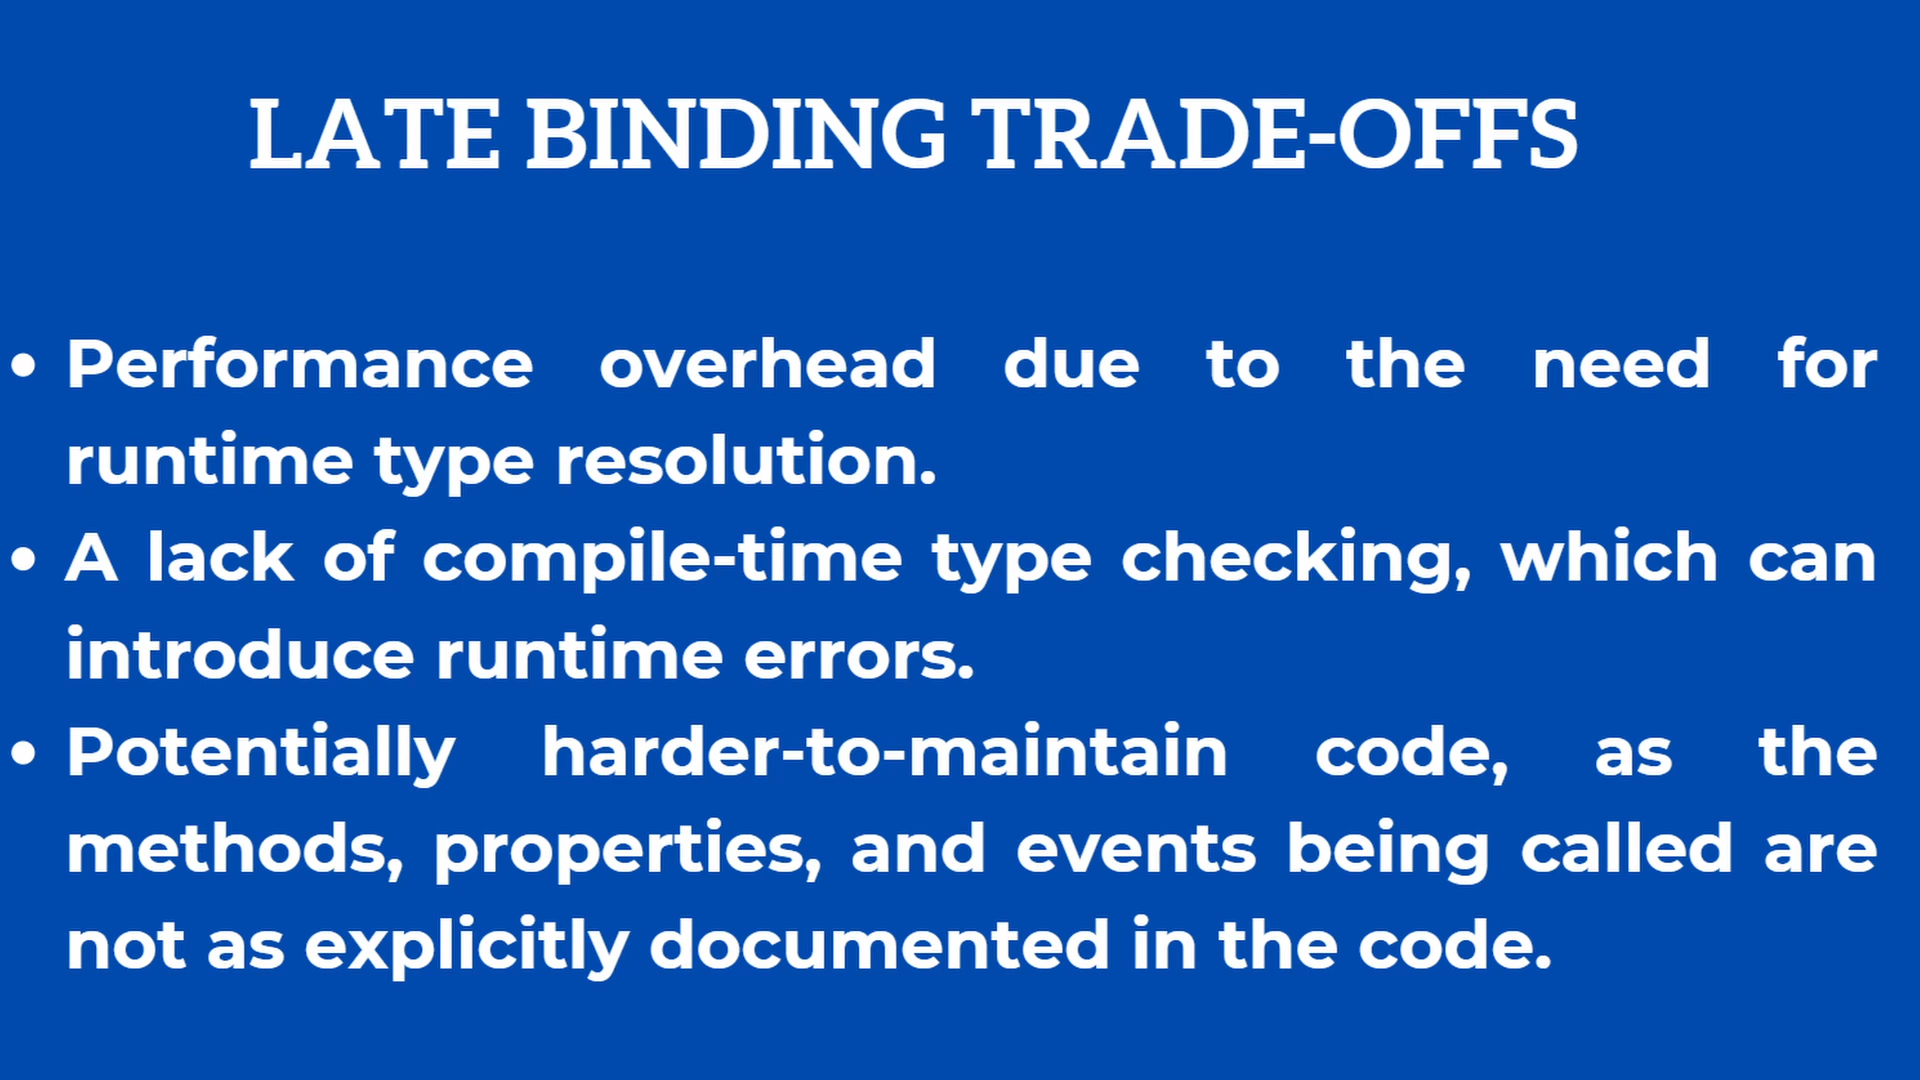 LATE BINDING TRADE-OFFS
• Performance overhead due to the need for
runtime type resolution.
• A lack of compile-time type checking, which can
introduce runtime errors.
• Potentially harder-to-maintain code, as the
methods, properties, and events being called are
not as explicitly documented in the code.